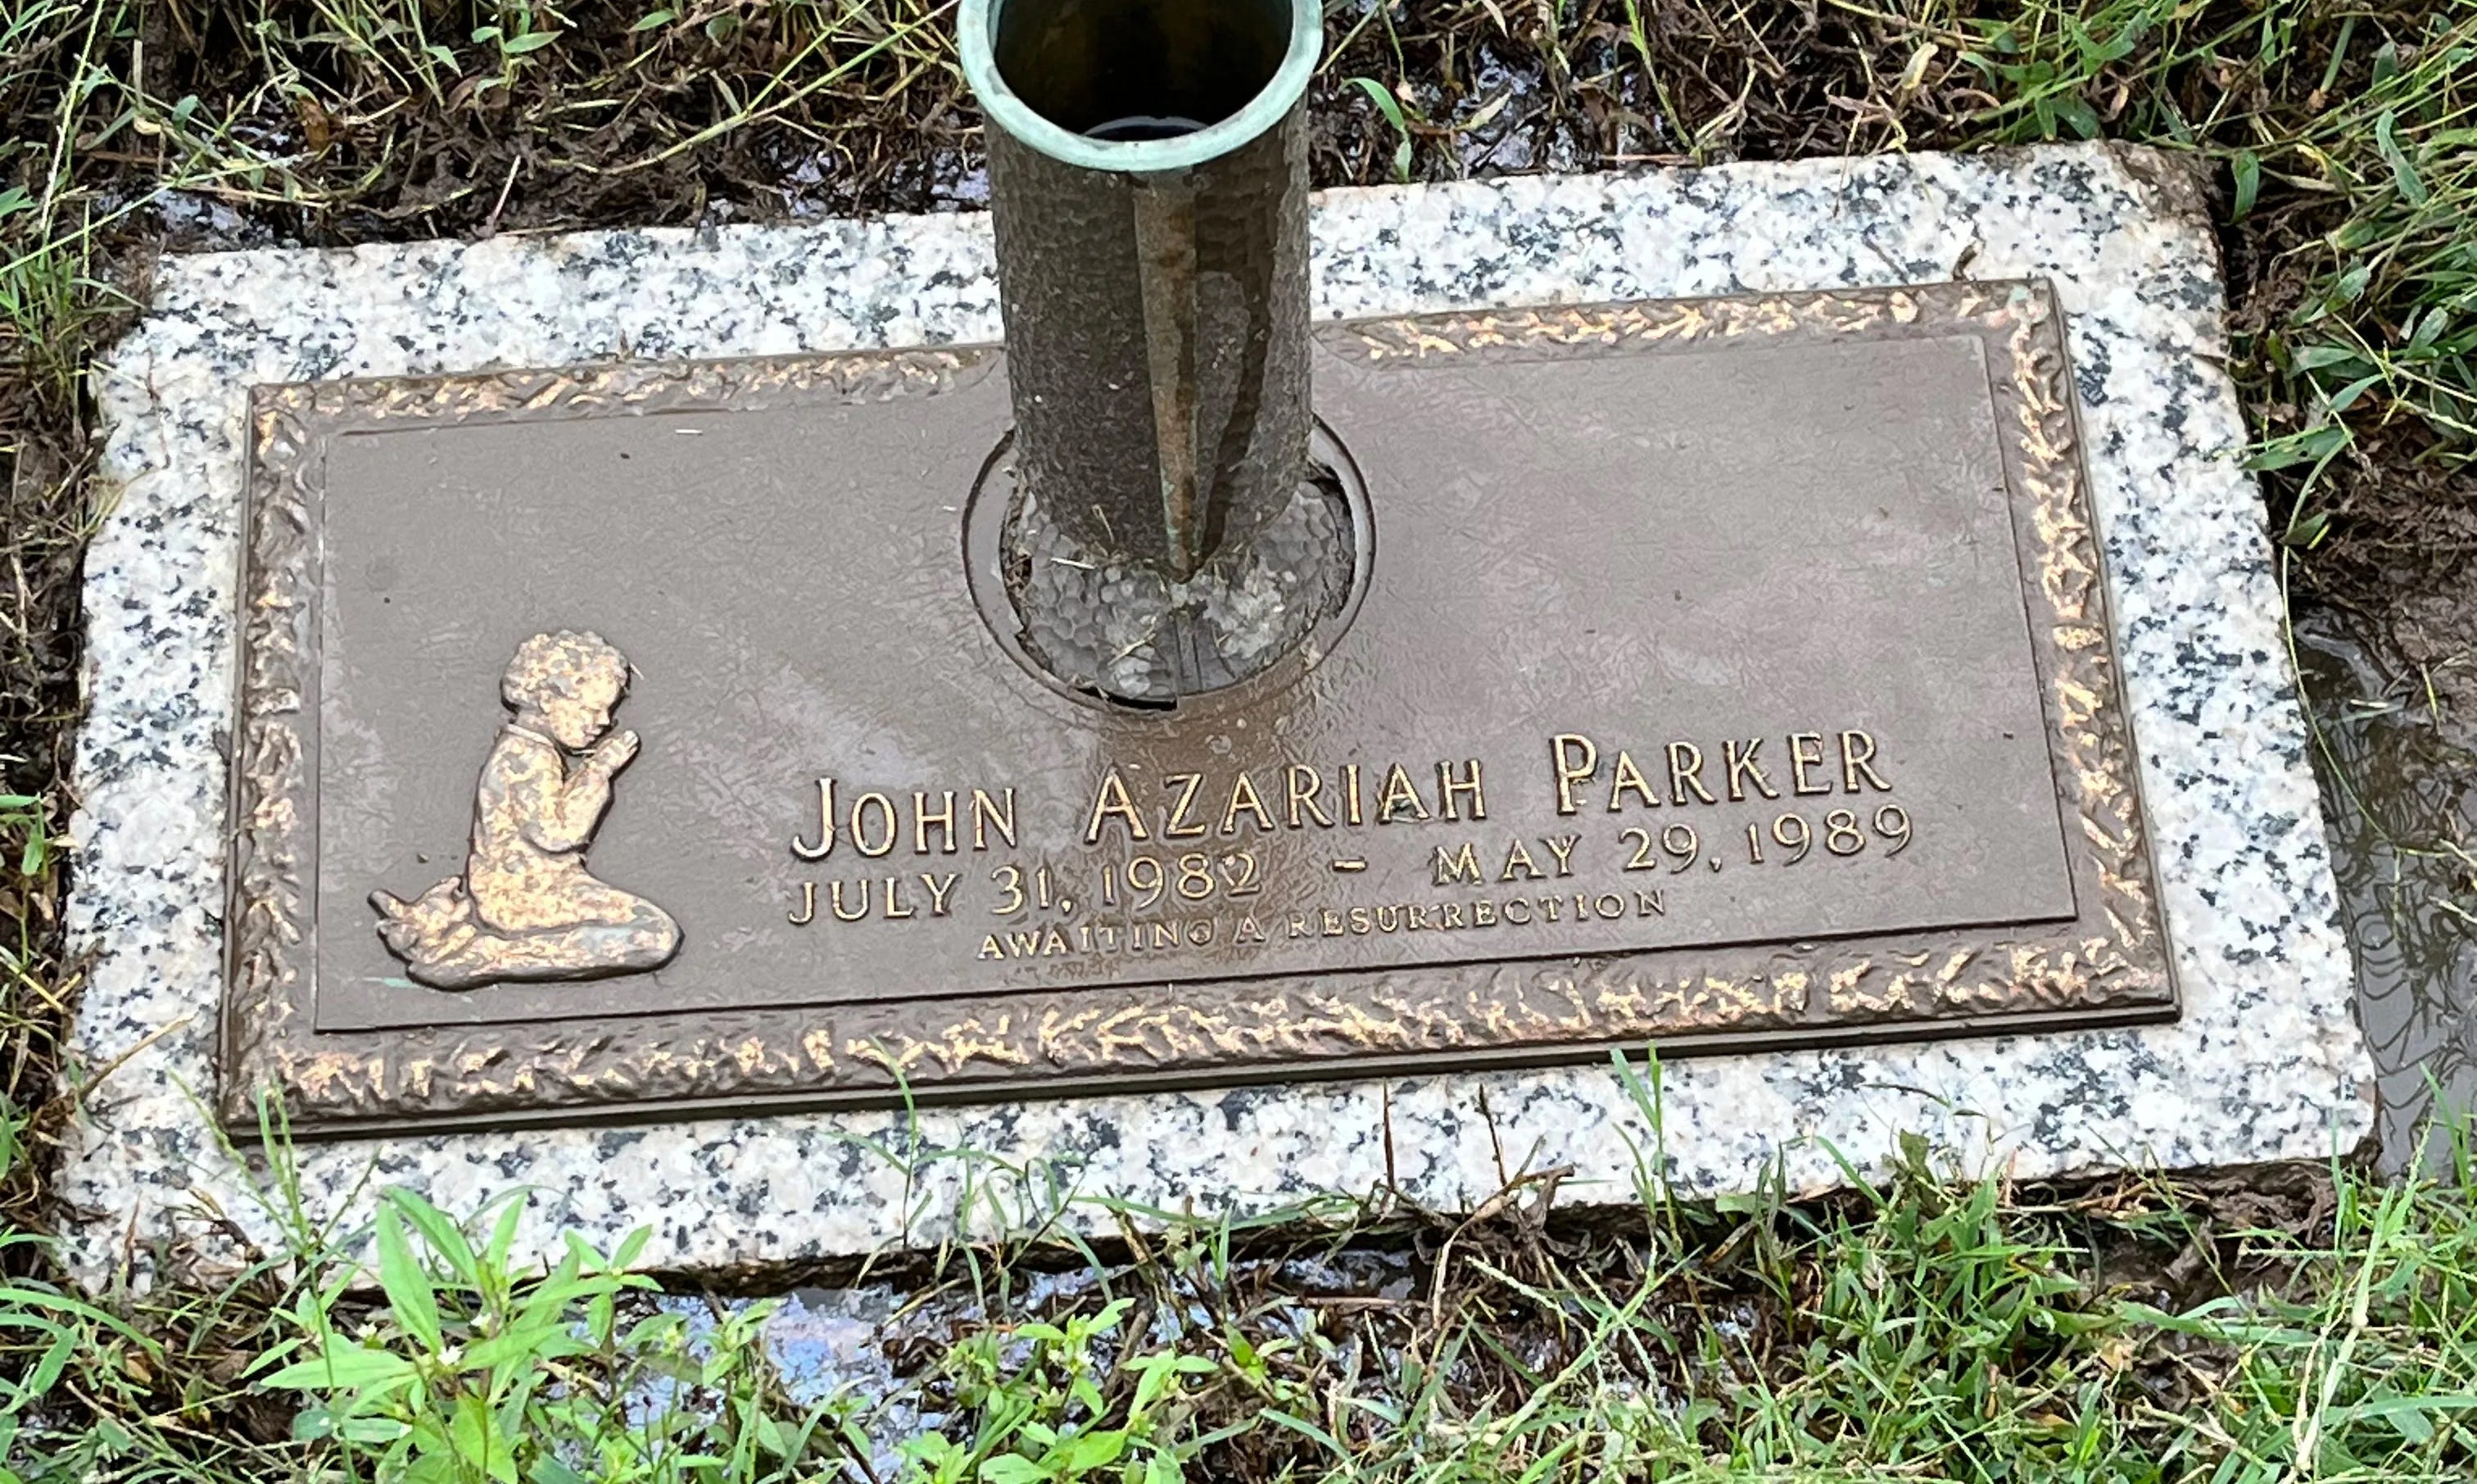 JOHN AZARIAH PARKER
JULY 31, 1982 - MAY 29, 1989
AWAITING A RESURRECTION